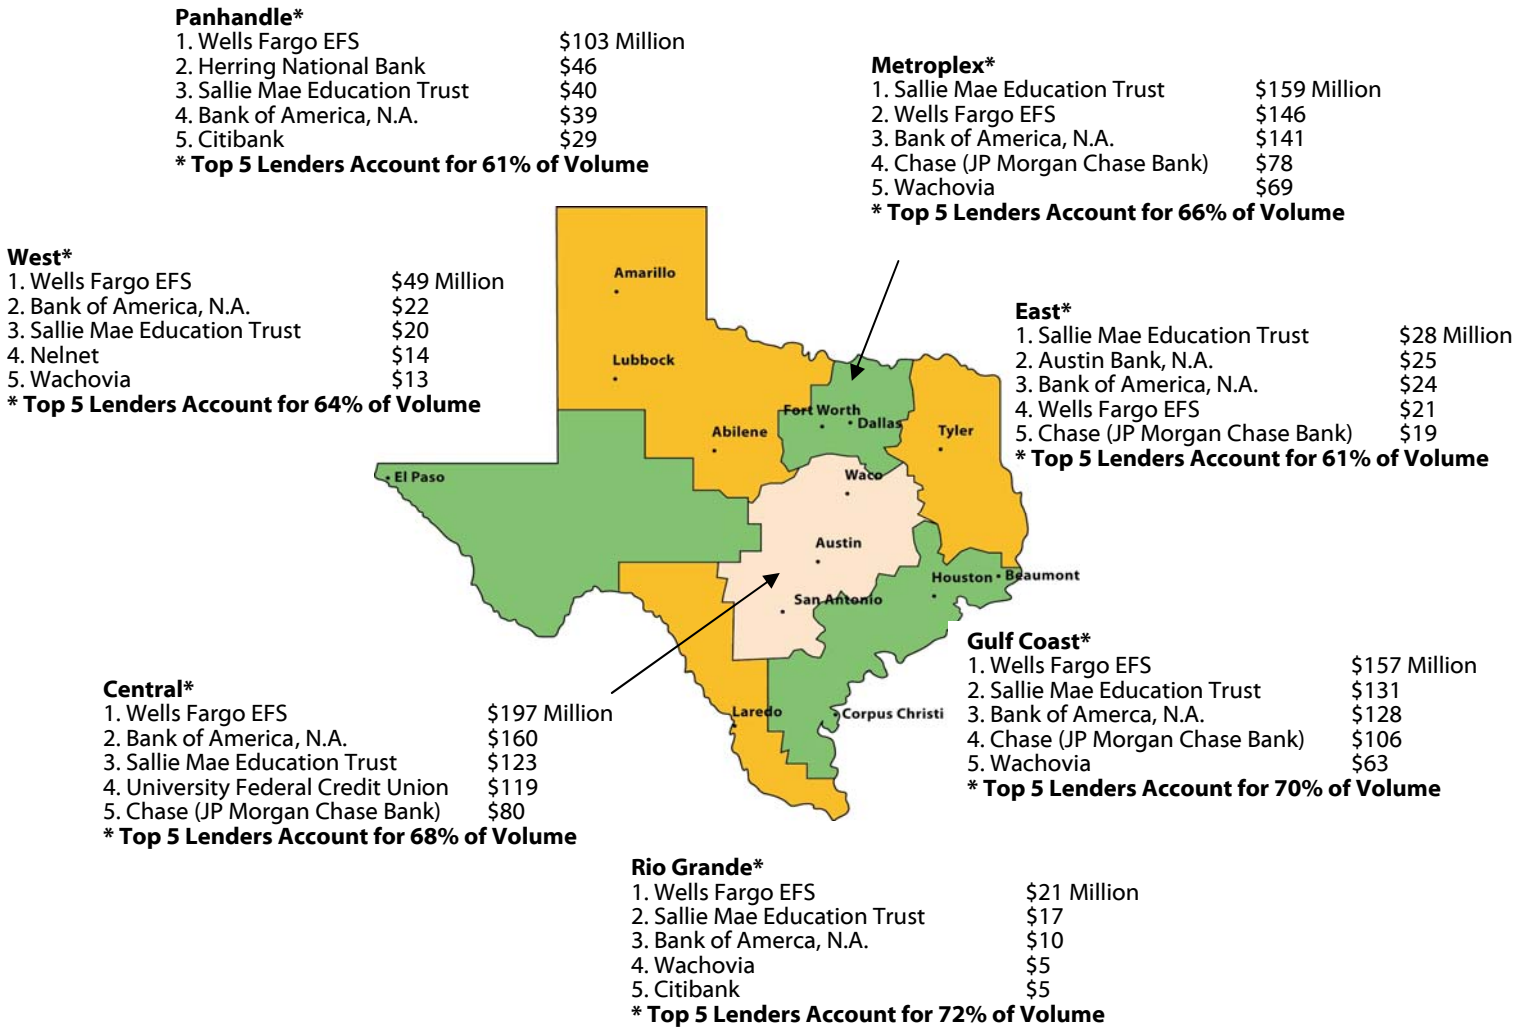 Panhandle*
1. Wells Fargo EFS $103 Million
2. Herring National Bank $46
3. Sallie Mae Education Trust $40
4. Bank of America, N.A. $39
5. Citibank $29
* Top 5 Lenders Account for 61% of Volume
Metroplex*
1. Sallie Mae Education Trust $159 Million
2. Wells Fargo EFS $146
3. Bank of America, N.A. $141
4. Chase (JP Morgan Chase Bank) $78
5. Wachovia $69
* Top 5 Lenders Account for 66% of Volume
West*
1. Wells Fargo EFS $49 Million
2. Bank of America, N.A. $22
3. Sallie Mae Education Trust $20
4. Nelnet $14
5. Wachovia $13
* Top 5 Lenders Account for 64% of Volume
East*
1. Sallie Mae Education Trust $28 Million
2. Austin Bank, N.A. $25
3. Bank of America, N.A. $24
4. Wells Fargo EFS $21
5. Chase (JP Morgan Chase Bank) $19
* Top 5 Lenders Account for 61% of Volume
Amarillo
Lubbock
Fort Worth
Dallas
Abilene
Tyler
El Paso
Waco
Austin
Houston
Beaumont
San Antonio
Laredo
Corpus Christi
Gulf Coast*
1. Wells Fargo EFS $157 Million
2. Sallie Mae Education Trust $131
3. Bank of Amerca, N.A. $128
4. Chase (JP Morgan Chase Bank) $106
5. Wachovia $63
* Top 5 Lenders Account for 70% of Volume
Central*
1. Wells Fargo EFS $197 Million
2. Bank of America, N.A. $160
3. Sallie Mae Education Trust $123
4. University Federal Credit Union $119
5. Chase (JP Morgan Chase Bank) $80
* Top 5 Lenders Account for 68% of Volume
Rio Grande*
1. Wells Fargo EFS $21 Million
2. Sallie Mae Education Trust $17
3. Bank of Amerca, N.A. $10
4. Wachovia $5
5. Citibank $5
* Top 5 Lenders Account for 72% of Volume